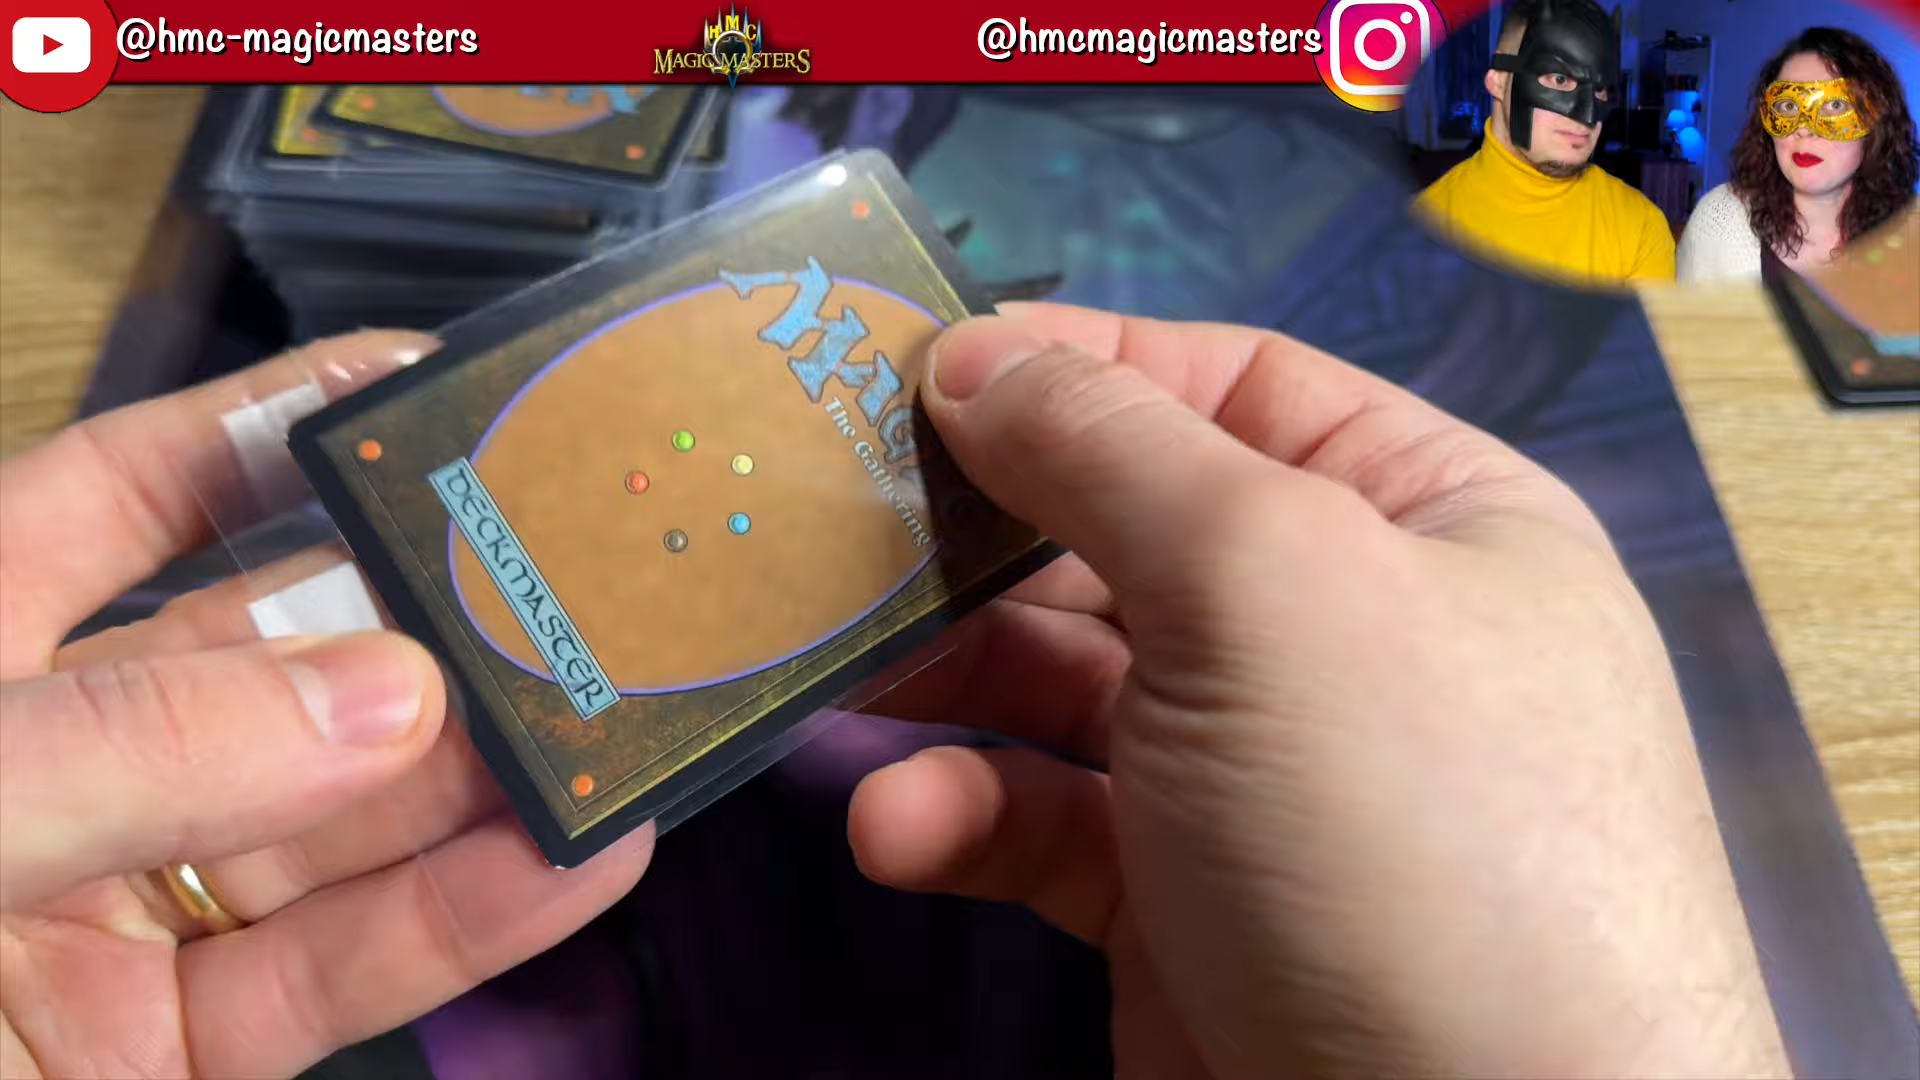 @hmc-magicmasters
HMC
MAGIC MASTERS
@hmcmagicmasters
Magic
The Gathering
DECKMASTER